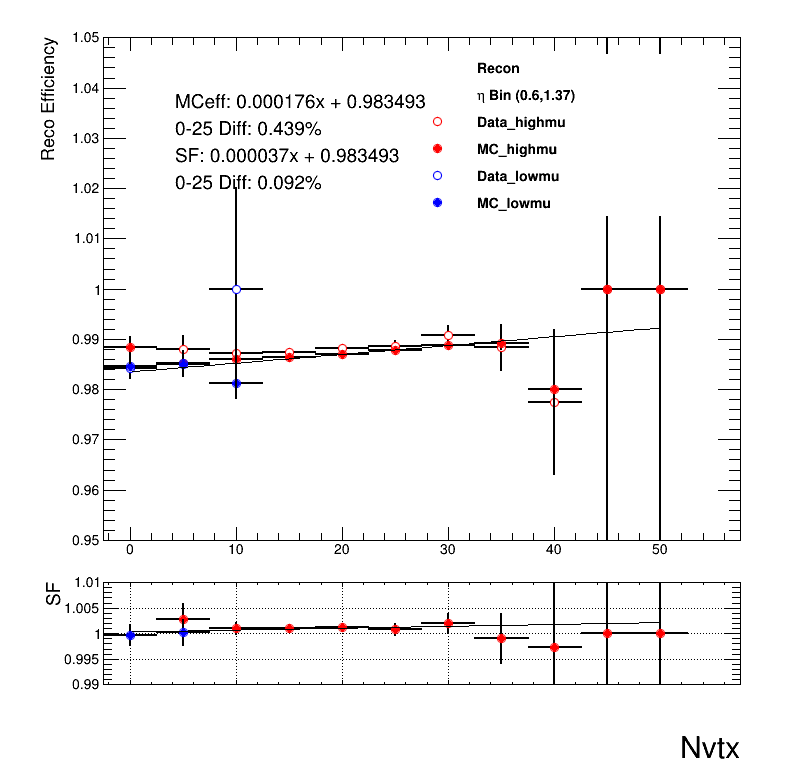 1.05
1.04
1.03
1.02
1.01
1
0.99
0.98
0.97
0.96
0.95
Reco Efficiency
MCeff: 0.000176x + 0.983493
0-25 Diff: 0.439%
SF: 0.000037x + 0.983493
0-25 Diff: 0.092%
Recon
η Bin (0.6,1.37)
Data_highmu
MC_highmu
Data_lowmu
MC_lowmu
0 10 20 30 40 50
SF
1.01
1.005
1
0.995
0.99
Nvtx